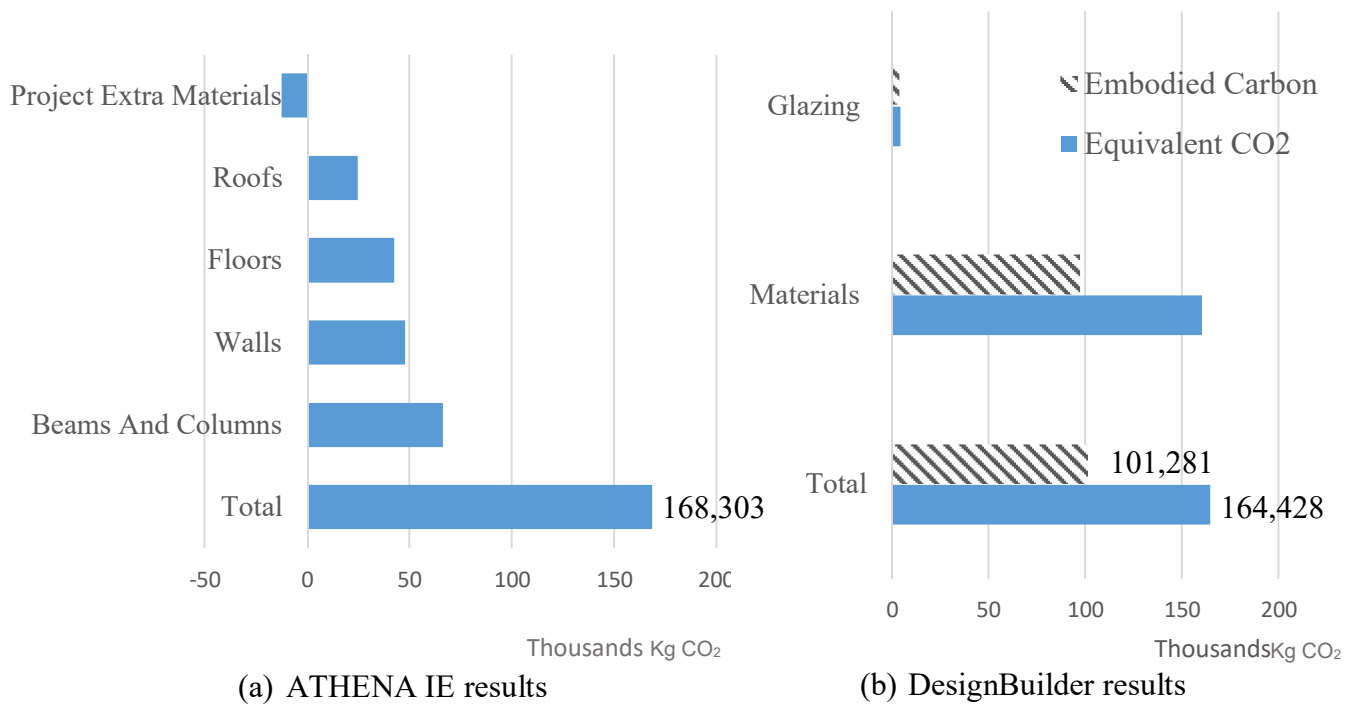 Project Extra Materials
Roofs
Floors
Walls
Beams And Columns
Total
168,303
-50 0 50 100 150 200
Thousands Kg CO₂
(a) ATHENA IE results
Embodied Carbon
Equivalent CO2
Glazing
Materials
Total
101,281
164,428
0 50 100 150 200
ThousandsKg CO₂
(b) DesignBuilder results